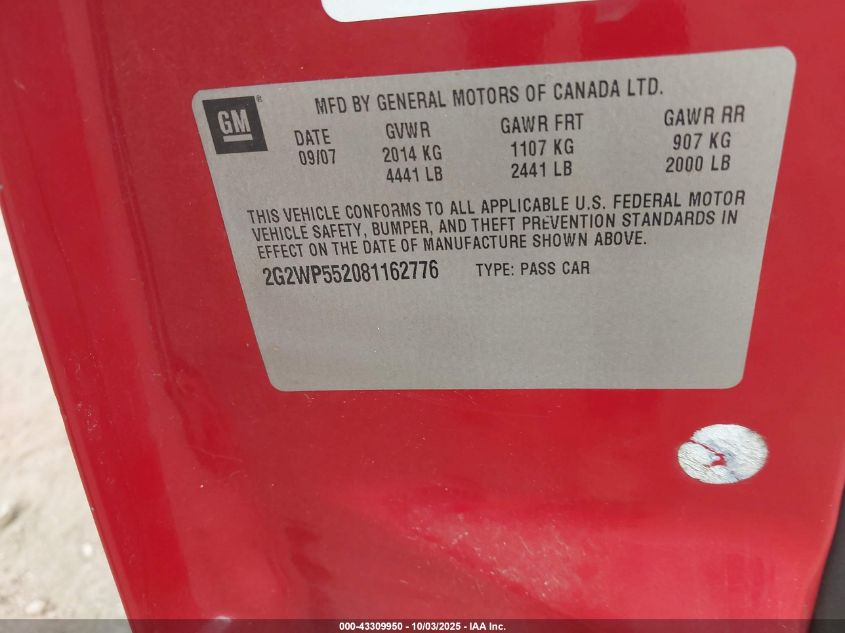 GM ®
MFD BY GENERAL MOTORS OF CANADA LTD.
DATE GVWR GAWR FRT GAWR RR
09/07 2014 KG 1107 KG 907 KG
4441 LB 2441 LB 2000 LB
THIS VEHICLE CONFORMS TO ALL APPLICABLE U.S. FEDERAL MOTOR
VEHICLE SAFETY, BUMPER, AND THEFT PREVENTION STANDARDS IN
EFFECT ON THE DATE OF MANUFACTURE SHOWN ABOVE.
2G2WP552081162776 TYPE: PASS CAR
000-43309950 - 10/03/2025 - IAA Inc.